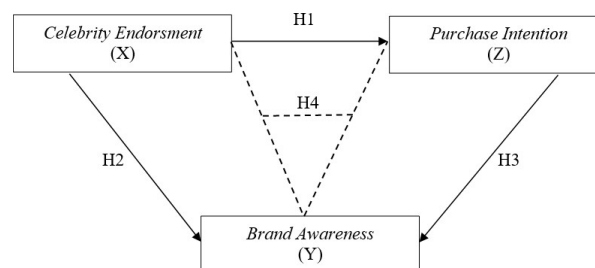 H1
Celebrity Endorsment
(X)
Purchase Intention
(Z)
H4
H2
H3
Brand Awareness
(Y)